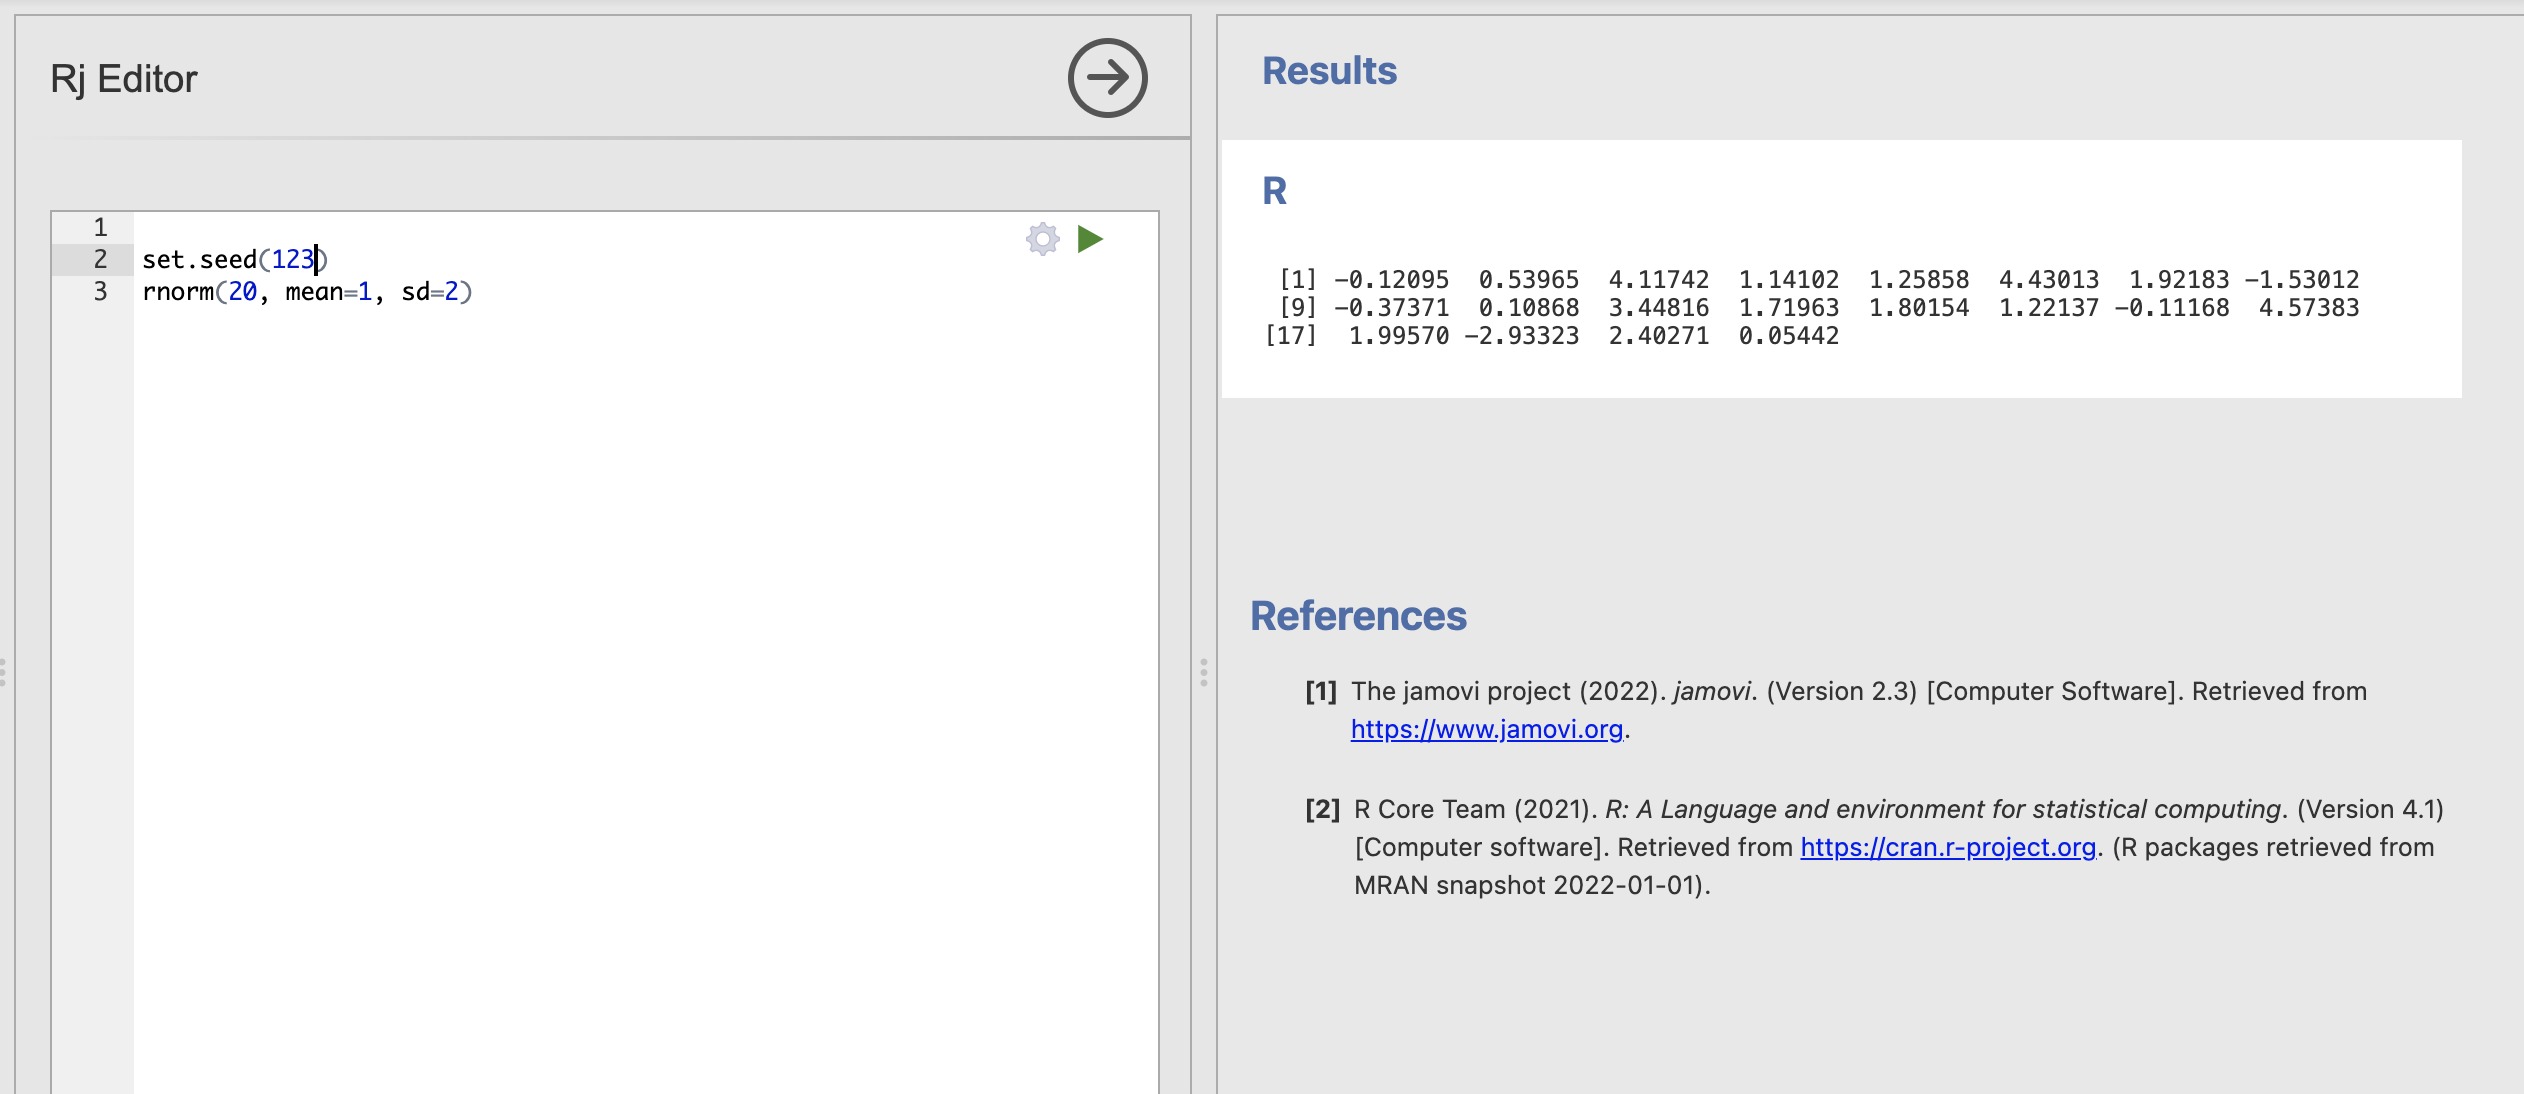 Rj Editor
1
2 set.seed(123)
3 rnorm(20, mean=1, sd=2)
Results
R
[1] -0.12095 0.53965 4.11742 1.14102 1.25858 4.43013 1.92183 -1.53012
[9] -0.37371 0.10868 3.44816 1.71963 1.80154 1.22137 -0.11168 4.57383
[17] 1.99570 -2.93323 2.40271 0.05442
References
[1] The jamovi project (2022). jamovi. (Version 2.3) [Computer Software]. Retrieved from
https://www.jamovi.org.
[2] R Core Team (2021). R: A Language and environment for statistical computing. (Version 4.1)
[Computer software]. Retrieved from https://cran.r-project.org. (R packages retrieved from
MRAN snapshot 2022-01-01).